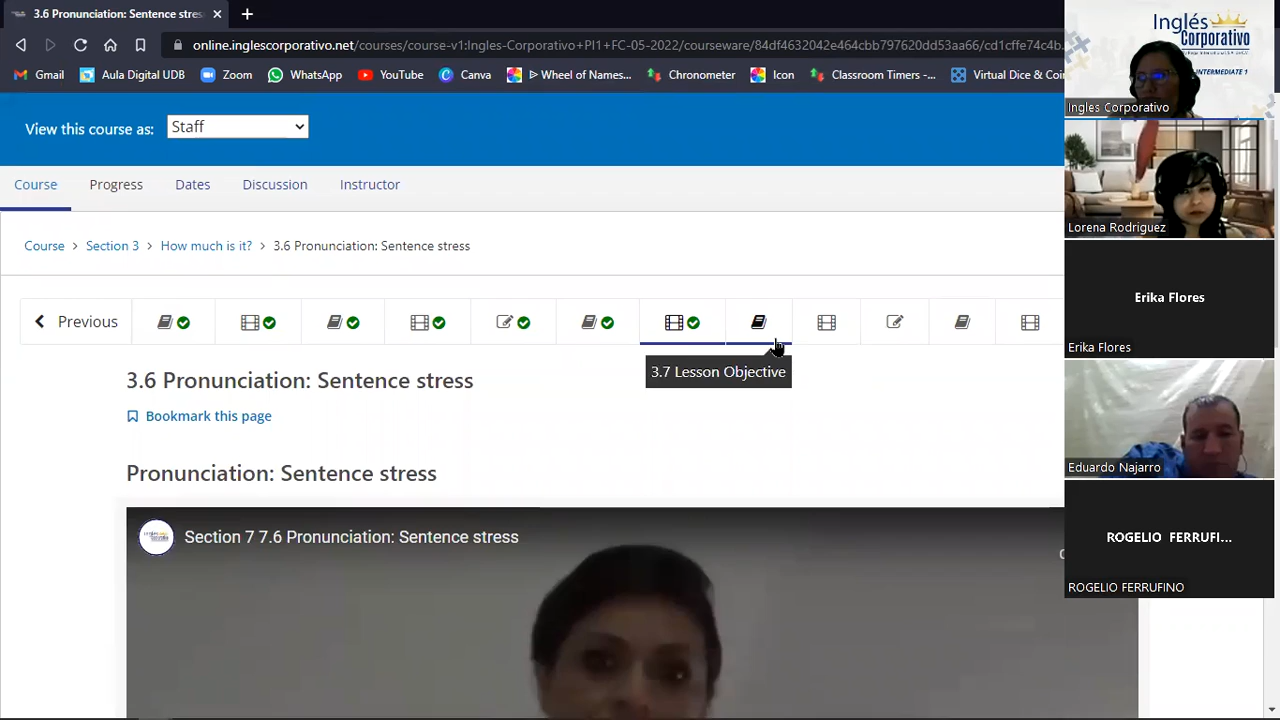 3.6 Pronunciation: Sentence stres
online.inglescorporativo.net/courses/course-v1:Ingles-Corporativo+PI1+FC-05-2022/courseware/84df4632042e464cbb797620dd53aa66/cd1cffe74c4b.
Gmail Aula Digital UDB Zoom WhatsApp YouTube Canva ᐅ Wheel of Names... Chronometer Icon Classroom Timers -... Virtual Dice & Coi
View this course as: Staff
Course Progress Dates Discussion Instructor
Course > Section 3 > How much is it? > 3.6 Pronunciation: Sentence stress
Previous
3.7 Lesson Objective
3.6 Pronunciation: Sentence stress
Bookmark this page
Pronunciation: Sentence stress
Section 7 7.6 Pronunciation: Sentence stress
Inglés
Corporativo
INTERMEDIATE 1
Ingles Corporativo
Lorena Rodriguez
Erika Flores
Erika Flores
Eduardo Najarro
ROGELIO FERRUFI...
ROGELIO FERRUFINO